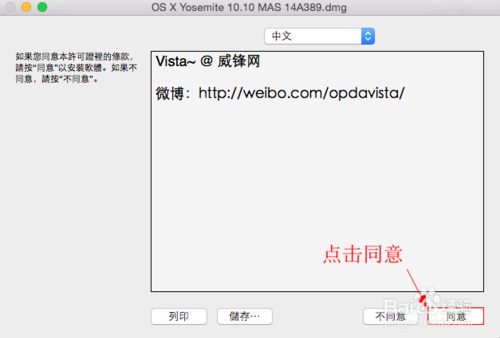 OS X Yosemite 10.10 MAS 14A389.dmg
中文
如果您同意本許可證裡的條款，
請按“同意”以安裝軟體。如果不
同意，請按“不同意”。
Vista~ @ 威锋网
微博：http://weibo.com/opdavista/
点击同意
列印
儲存⋯
不同意
同意
Baidu 经验